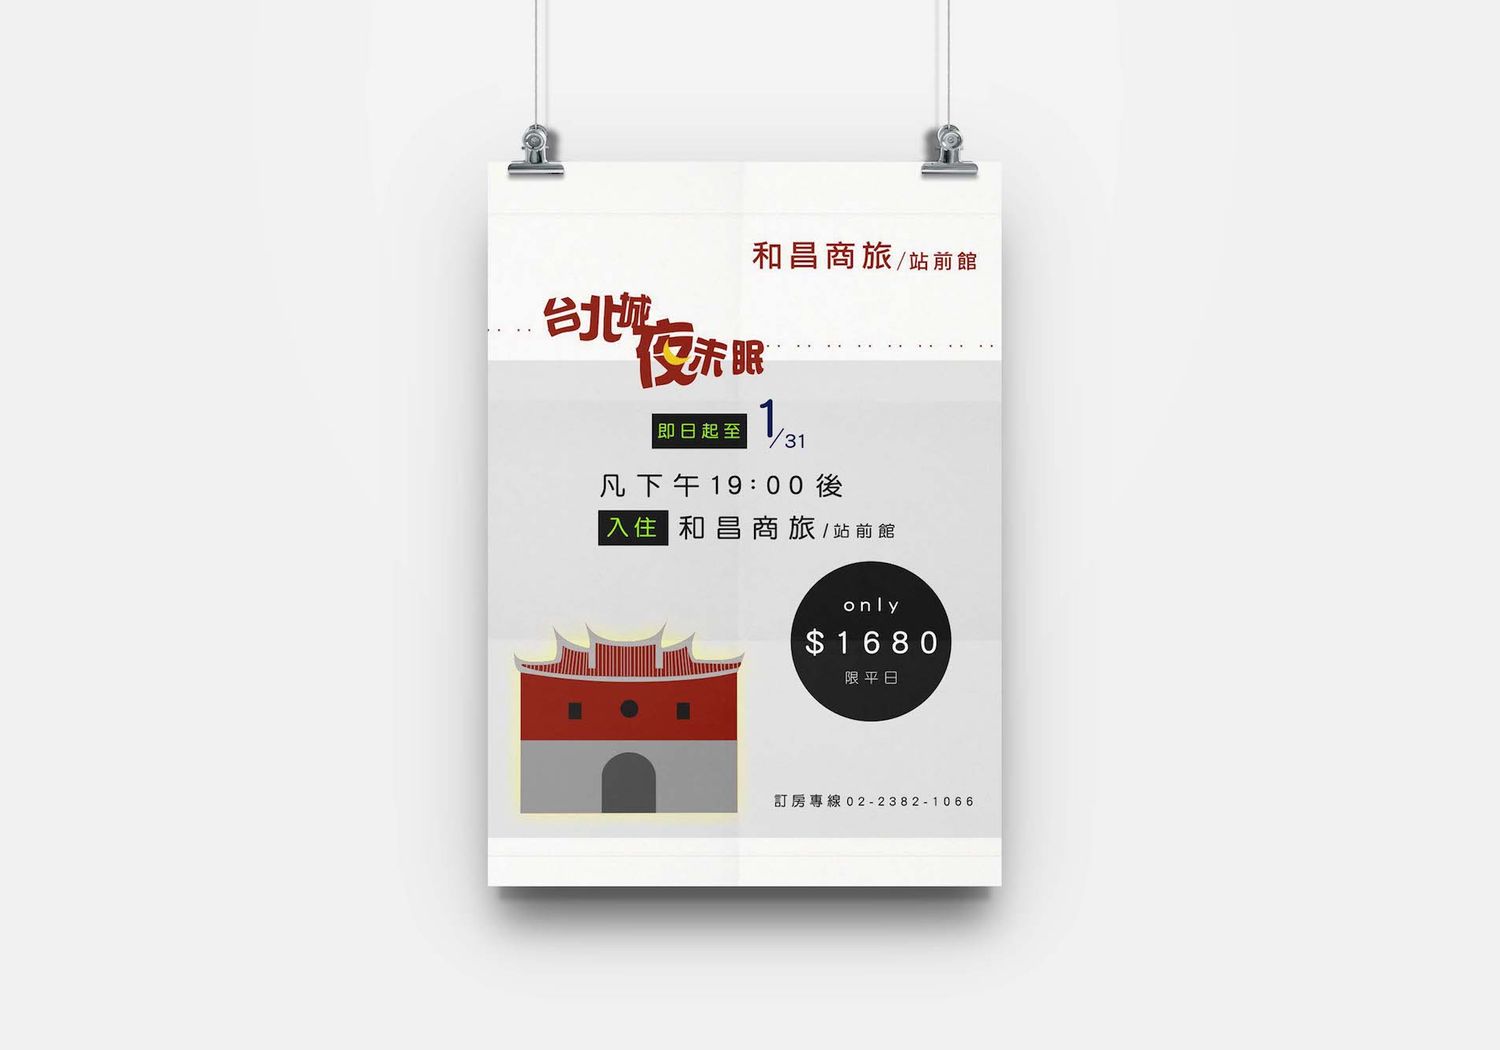 和昌商旅/站前館
台北城
夜未眠
即日起至 1/31
凡下午19:00後
入住 和昌商旅/站前館
only
$1680
限平日
訂房專線02-2382-1066